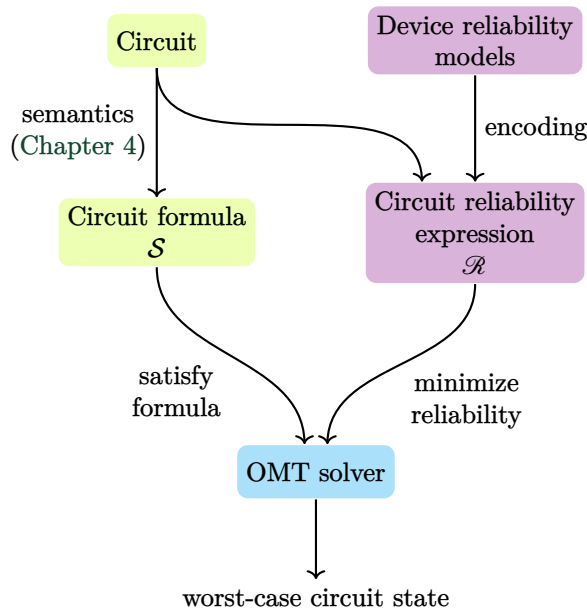 Circuit
Device reliability
models
semantics
(Chapter 4)
encoding
Circuit formula
𝒮
Circuit reliability
expression
ℛ
satisfy
formula
minimize
reliability
OMT solver
worst-case circuit state